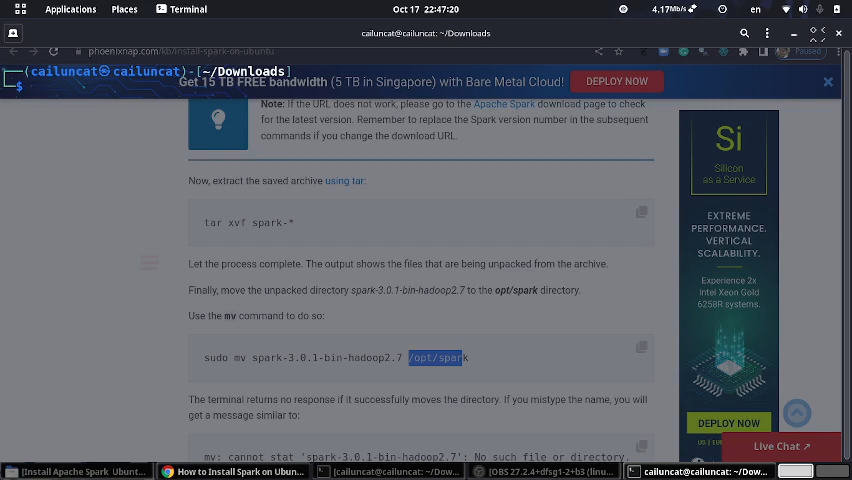 Applications Places Terminal Oct 17 22:47:20 4.17Mb/s en
cailuncat@cailuncat: ~/Downloads
phoenixnap.com/kb/install-spark-on-ubuntu Paused
(cailuncat㉿cailuncat)-[~/Downloads]
$
Get 15 TB FREE bandwidth (5 TB in Singapore) with Bare Metal Cloud! DEPLOY NOW
Note: If the URL does not work, please go to the Apache Spark download page to check
for the latest version. Remember to replace the Spark version number in the subsequent
commands if you change the download URL.
Now, extract the saved archive using tar:
tar xvf spark-*
Let the process complete. The output shows the files that are being unpacked from the archive.
Finally, move the unpacked directory spark-3.0.1-bin-hadoop2.7 to the opt/spark directory.
Use the mv command to do so:
sudo mv spark-3.0.1-bin-hadoop2.7 /opt/spark
The terminal returns no response if it successfully moves the directory. If you mistype the name, you will
get a message similar to:
mv: cannot stat 'spark-3.0.1-bin-hadoop2.7': No such file or directory.
Si
Silicon
as a Service
EXTREME
PERFORMANCE.
VERTICAL
SCALABILITY.
Experience 2x
Intel Xeon Gold
6258R systems.
DEPLOY NOW
Live Chat ↗
[Install Apache Spark Ubunt... How to Install Spark on Ubun... [cailuncat@cailuncat: ~/Dow... [OBS 27.2.4+dfsg1-2+b3 (linu... cailuncat@cailuncat: ~/Dow...